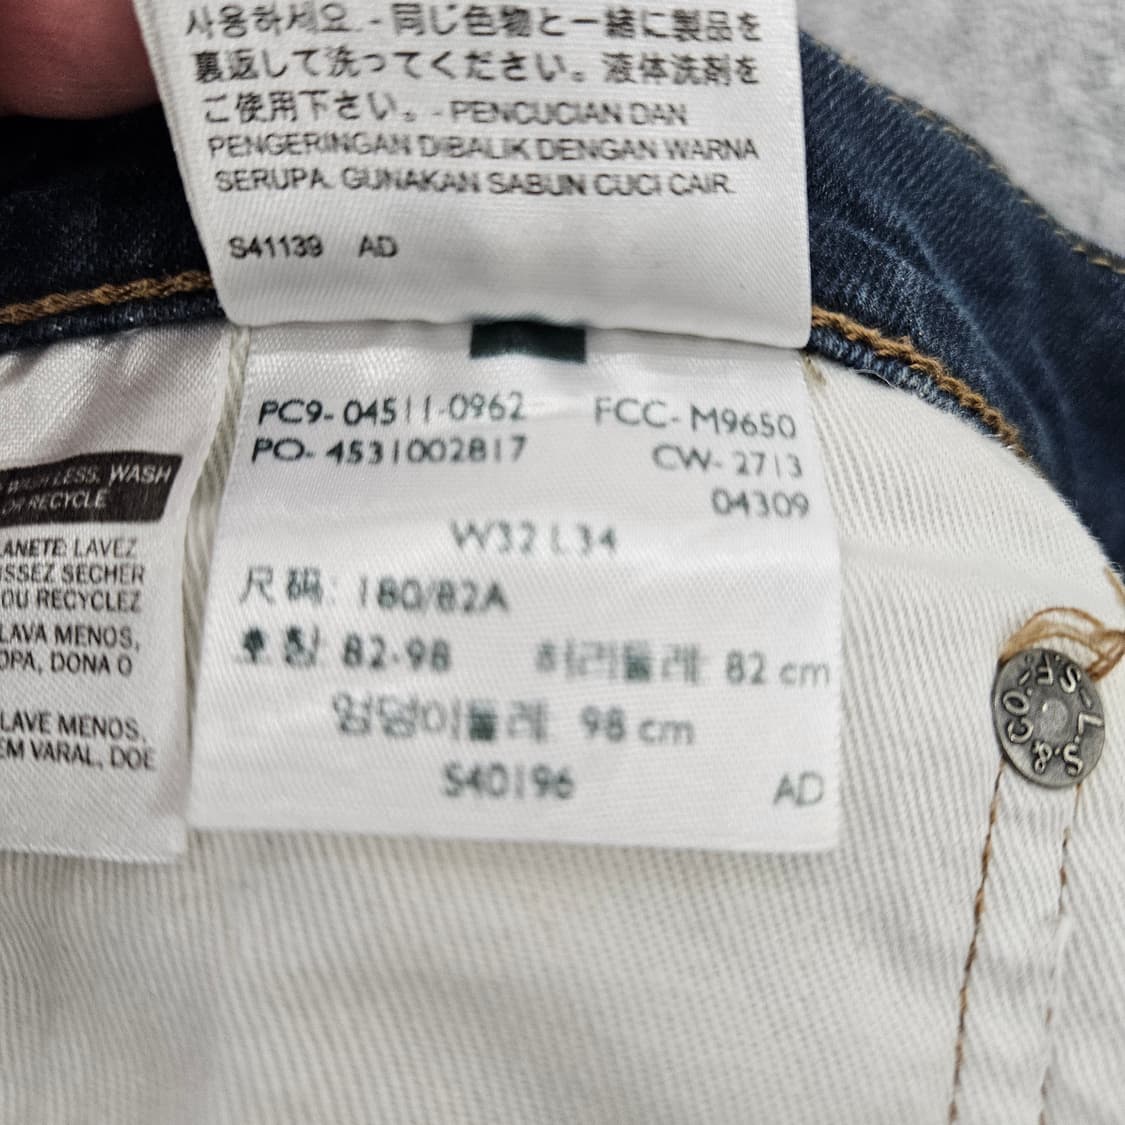 사용하세요. - 同じ色物と一緒に製品を
裏返して洗ってください。液体洗剤を
ご使用下さい。- PENCUCIAN DAN
PENGERINGAN DIBALIK DENGAN WARNA
SERUPA. GUNAKAN SABUN CUCI CAIR.
S41139 AD
LESS, WASH
OR RECYCLE
ANETE: LAVEZ
ISSEZ SECHER
OU RECYCLEZ
LAVA MENOS,
OPA, DONA O
LAVE MENOS,
EM VARAL, DOE
PC9-04511-0962 FCC-M9650
PO-4531002817 CW-2713
04309
W32 L34
尺码: 180/82A
호칭: 82-98 허리둘레: 82 cm
엉덩이둘레: 98 cm
S40196 AD
L.S.&CO.-S.F.-